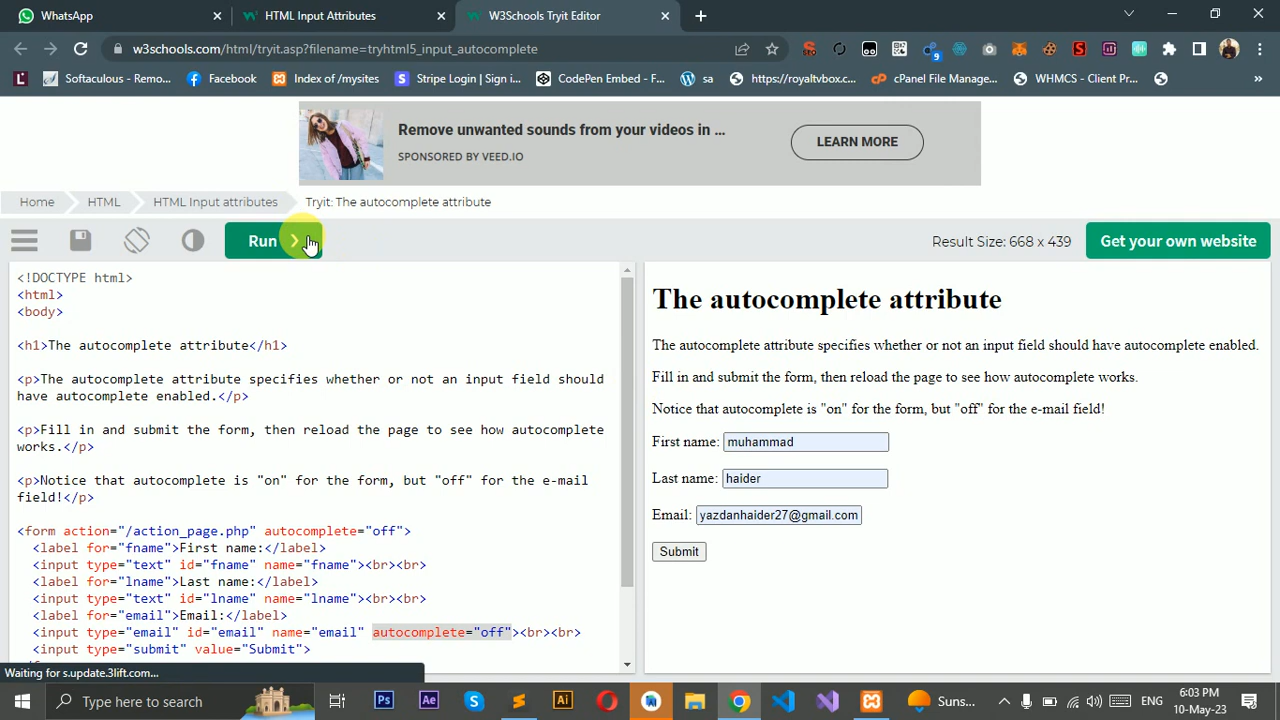 WhatsApp
HTML Input Attributes
W3Schools Tryit Editor
w3schools.com/html/tryit.asp?filename=tryhtml5_input_autocomplete
9
Softaculous - Remo...
Facebook
Index of /mysites
Stripe Login | Sign i...
CodePen Embed - F...
sa
https://royaltvbox.c...
cPanel File Manage...
WHMCS - Client Pr...
Remove unwanted sounds from your videos in ...
SPONSORED BY VEED.IO
LEARN MORE
Home
HTML
HTML Input attributes
Tryit: The autocomplete attribute
Run ❯
Result Size: 668 x 439
Get your own website
<!DOCTYPE html>
<html>
<body>
<h1>The autocomplete attribute</h1>
<p>The autocomplete attribute specifies whether or not an input field should
have autocomplete enabled.</p>
<p>Fill in and submit the form, then reload the page to see how autocomplete
works.</p>
<p>Notice that autocomplete is "on" for the form, but "off" for the e-mail
field!</p>
<form action="/action_page.php" autocomplete="off">
<label for="fname">First name:</label>
<input type="text" id="fname" name="fname"><br><br>
<label for="lname">Last name:</label>
<input type="text" id="lname" name="lname"><br><br>
<label for="email">Email:</label>
<input type="email" id="email" name="email" autocomplete="off"><br><br>
<input type="submit" value="Submit">
The autocomplete attribute
The autocomplete attribute specifies whether or not an input field should have autocomplete enabled.
Fill in and submit the form, then reload the page to see how autocomplete works.
Notice that autocomplete is "on" for the form, but "off" for the e-mail field!
First name: muhammad
Last name: haider
Email: yazdanhaider27@gmail.com
Submit
Waiting for s.update.3lift.com...
Type here to search
Ps
Ae
Ai
Suns...
ENG
6:03 PM
10-May-23